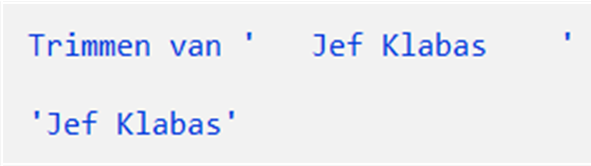 Trimmen van '   Jef Klabas    '
'Jef Klabas'